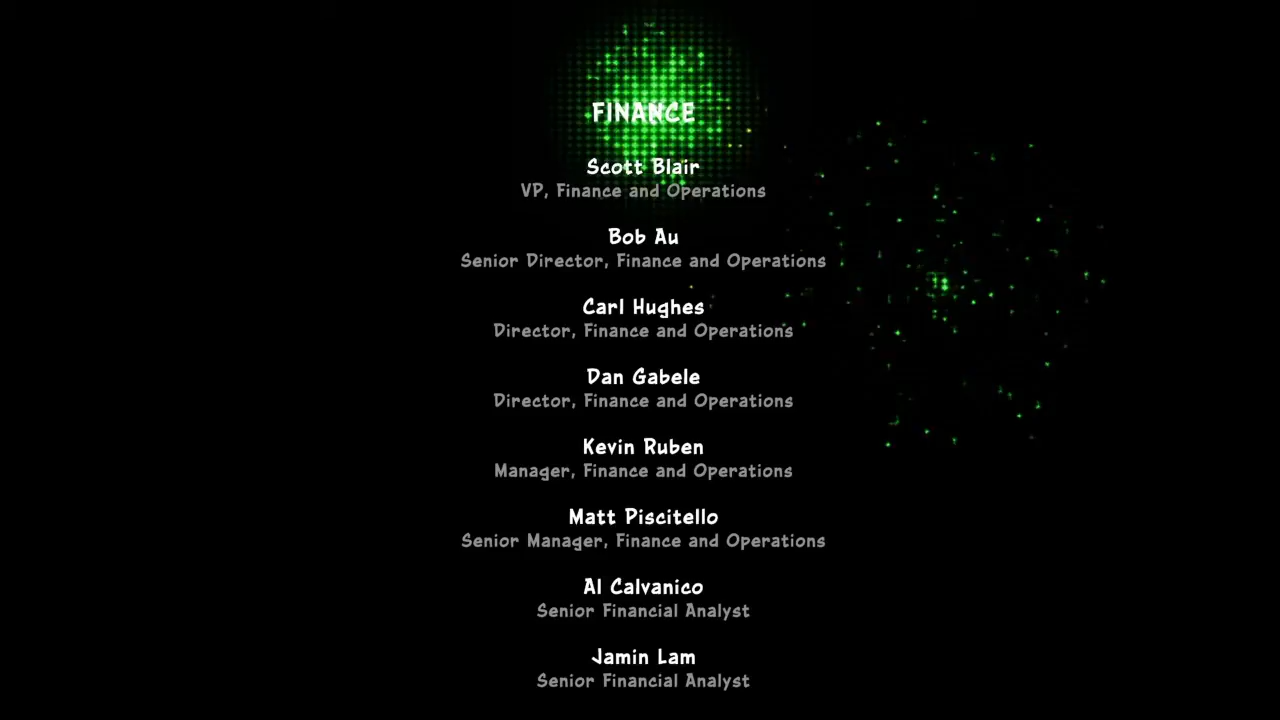 FINANCE
Scott Blair
VP, Finance and Operations
Bob Au
Senior Director, Finance and Operations
Carl Hughes
Director, Finance and Operations
Dan Gabele
Director, Finance and Operations
Kevin Ruben
Manager, Finance and Operations
Matt Piscitello
Senior Manager, Finance and Operations
Al Calvanico
Senior Financial Analyst
Jamin Lam
Senior Financial Analyst